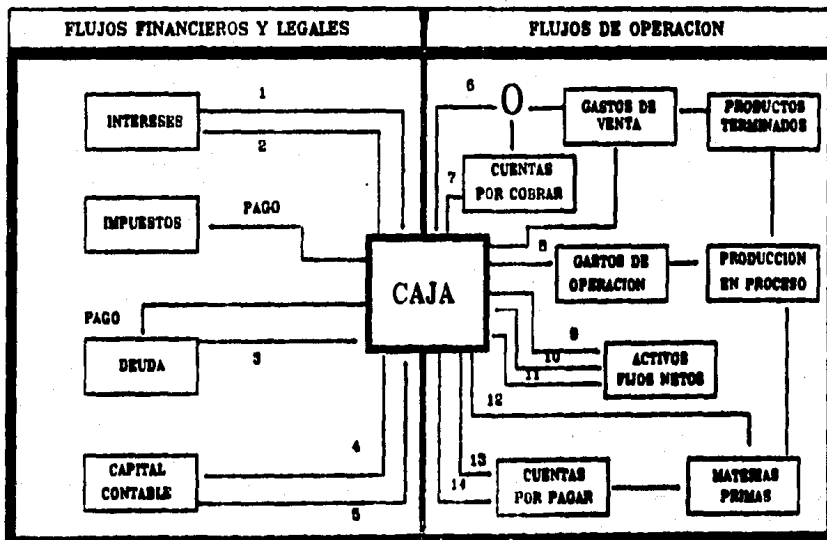 FLUJOS FINANCIEROS Y LEGALES
FLUJOS DE OPERACION
INTERESES
1
2
IMPUESTOS
PAGO
PAGO
DEUDA
3
CAPITAL
CONTABLE
4
5
CAJA
6
O
GASTOS DE
VENTA
PRODUCTOS
TERMINADOS
7
CUENTAS
POR COBRAR
8
GASTOS DE
OPERACION
PRODUCCION
EN PROCESO
9
10
11
ACTIVOS
FIJOS NETOS
12
13
14
CUENTAS
POR PAGAR
MATERIAS
PRIMAS